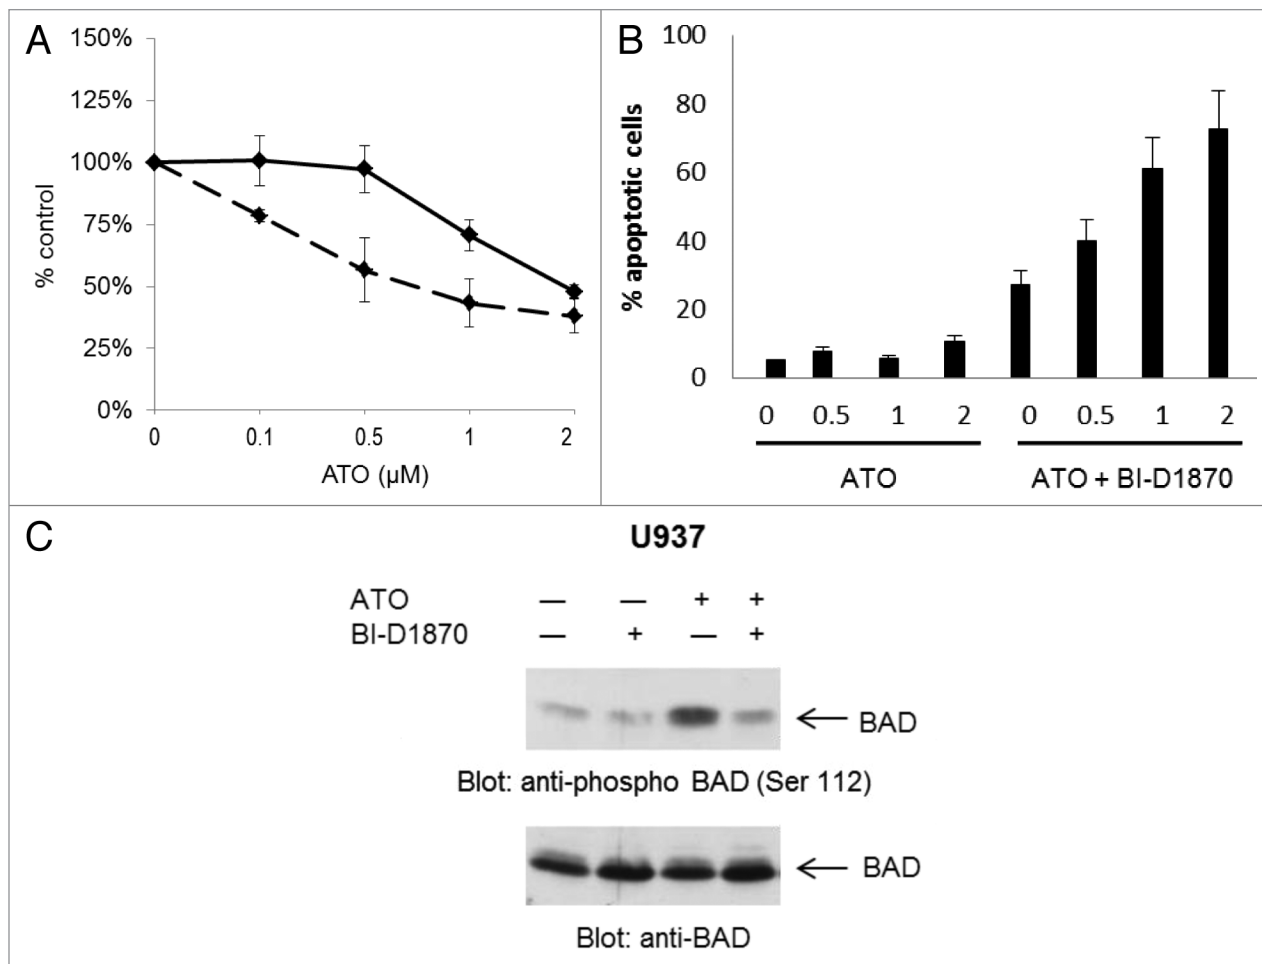 A
150%
125%
100%
75%
50%
25%
0%
% control
0 0.1 0.5 1 2
ATO (µM)
B
100
80
60
40
20
0
% apoptotic cells
0 0.5 1 2 0 0.5 1 2
ATO ATO + BI-D1870
C
U937
ATO — — + +
BI-D1870 — + — +
BAD
Blot: anti-phospho BAD (Ser 112)
BAD
Blot: anti-BAD